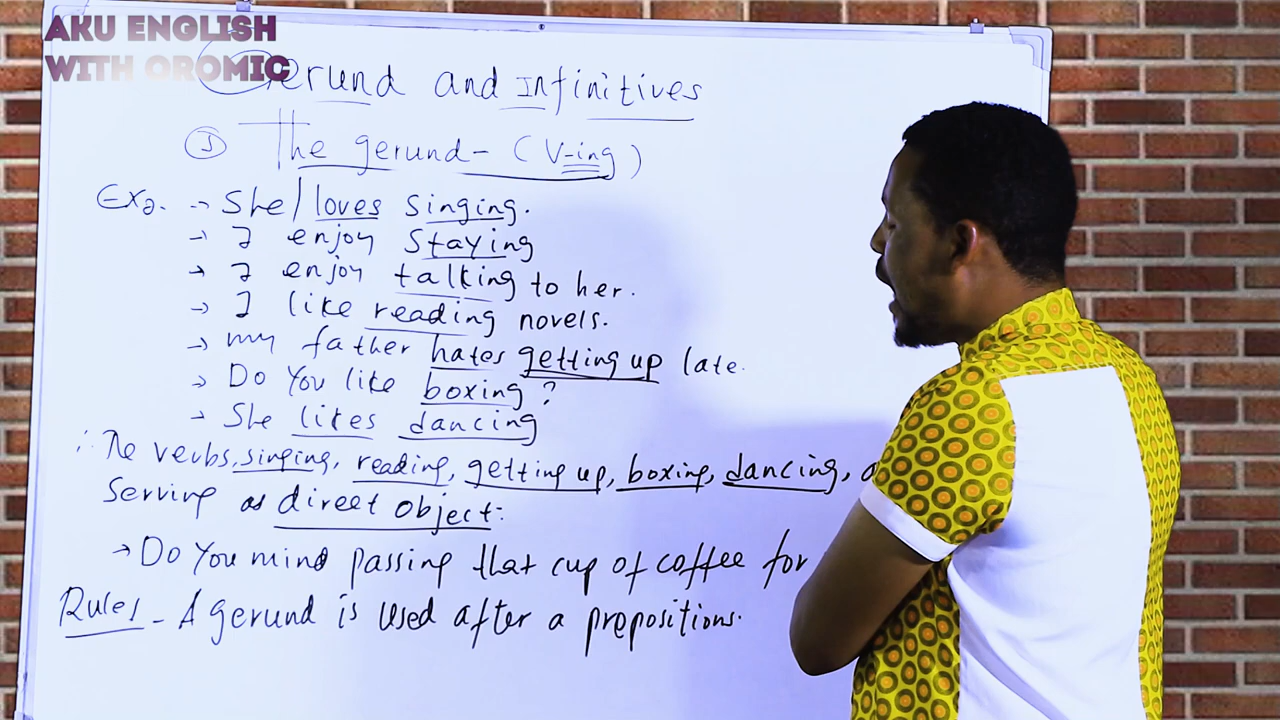 AKU ENGLISH
WITH OROMIC
Gerund and Infinitives
① The gerund - (V-ing)
Exa. → She / loves singing.
→ I enjoy staying
→ I enjoy talking to her.
→ I like reading novels.
→ my father hates getting up late.
→ Do you like boxing?
→ She likes dancing
∴ The verbs, singing, reading, getting up, boxing, dancing,
serving as direct object:
→ Do you mind passing that cup of coffee for
Rules - A gerund is used after a prepositions.